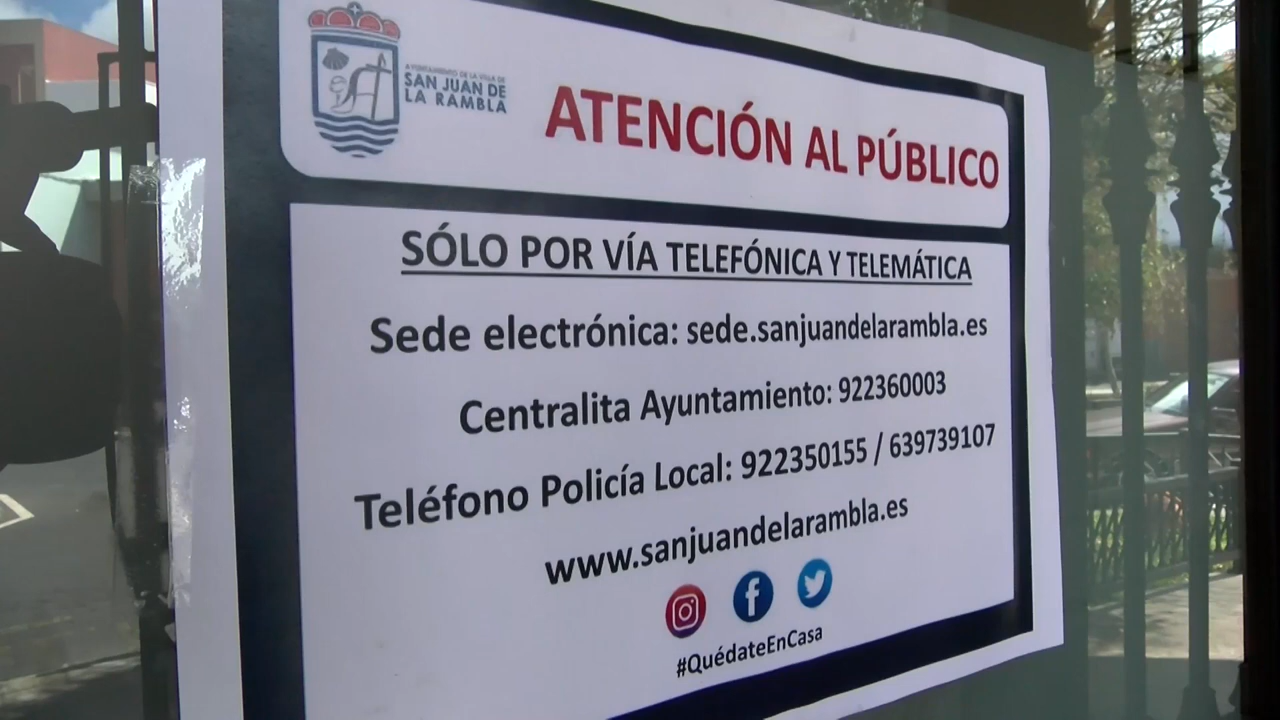 AYUNTAMIENTO DE LA VILLA DE
SAN JUAN DE
LA RAMBLA
ATENCIÓN AL PÚBLICO
SÓLO POR VÍA TELEFÓNICA Y TELEMÁTICA
Sede electrónica: sede.sanjuandelarambla.es
Centralita Ayuntamiento: 922360003
Teléfono Policía Local: 922350155 / 639739107
www.sanjuandelarambla.es
#QuédateEnCasa